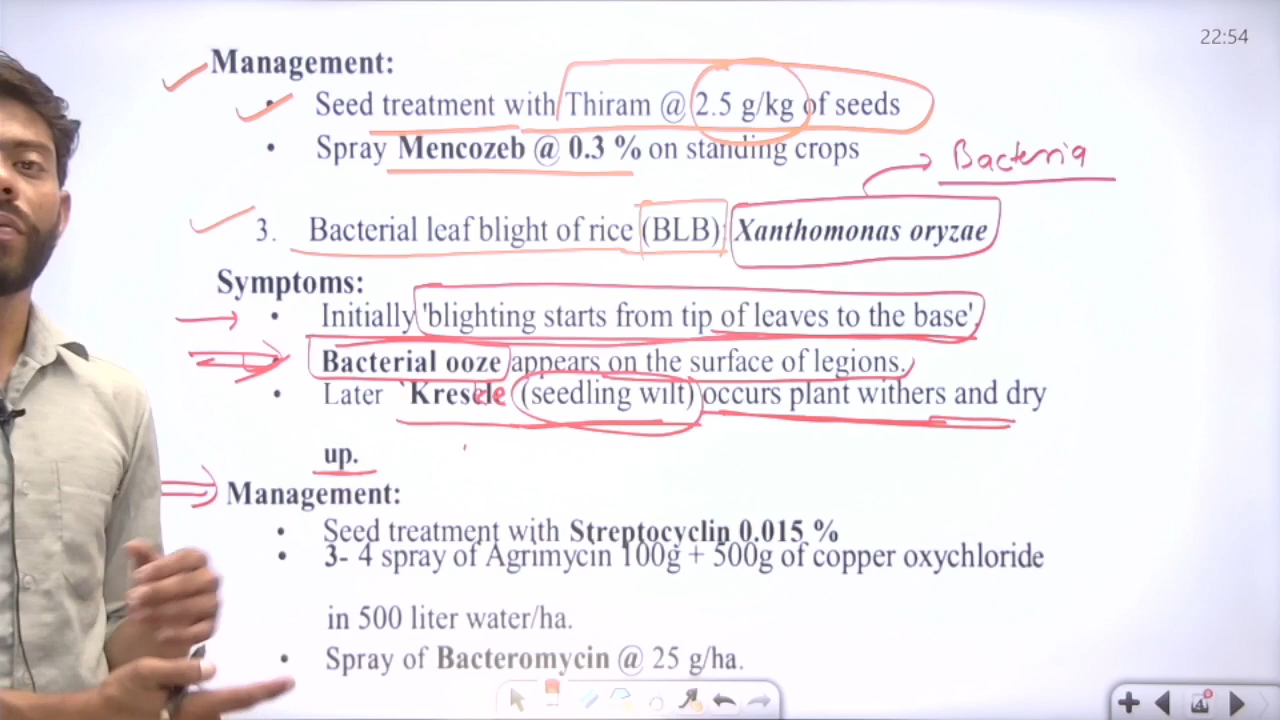 22:54
Management:
• Seed treatment with Thiram @ 2.5 g/kg of seeds
• Spray Mencozeb @ 0.3 % on standing crops
Bacteria
3. Bacterial leaf blight of rice (BLB): Xanthomonas oryzae
Symptoms:
• Initially 'blighting starts from tip of leaves to the base'.
• Bacterial ooze appears on the surface of legions.
• Later `Kresele (seedling wilt) occurs plant withers and dry
up.
Management:
• Seed treatment with Streptocyclin 0.015 %
• 3- 4 spray of Agrimycin 100g + 500g of copper oxychloride
in 500 liter water/ha.
• Spray of Bacteromycin @ 25 g/ha.